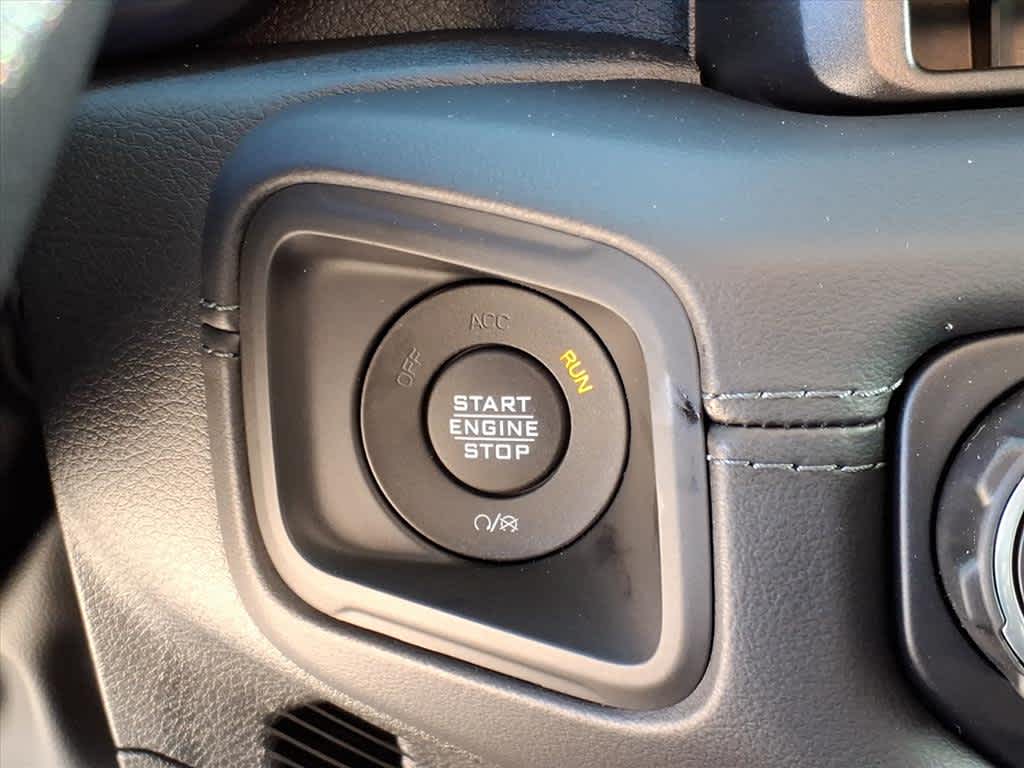 ACC
OFF
RUN
START
ENGINE
STOP